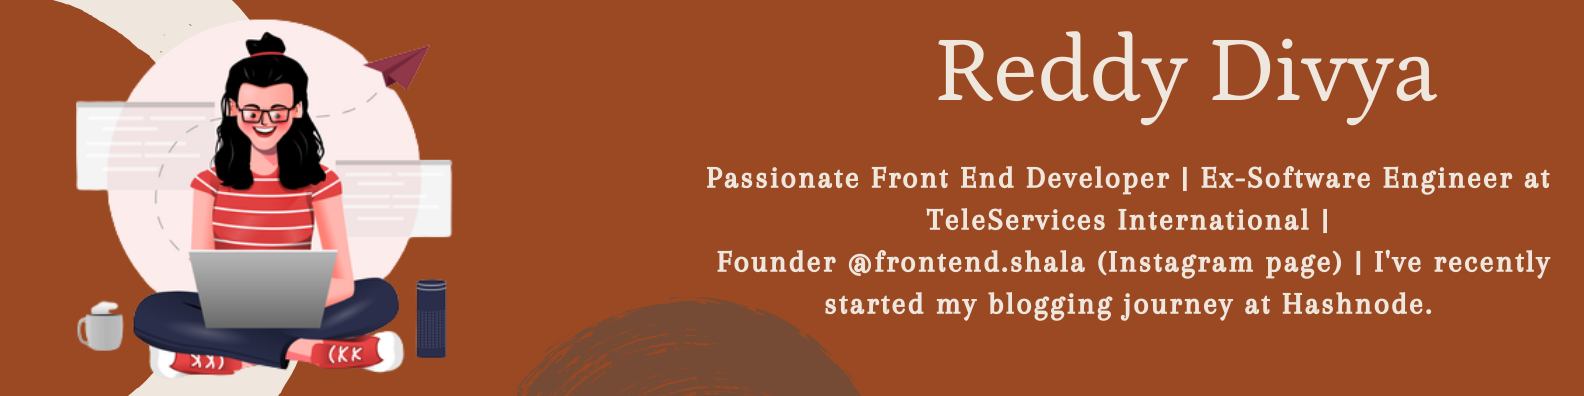 Reddy Divya
Passionate Front End Developer | Ex-Software Engineer at
TeleServices International |
Founder @frontend.shala (Instagram page) | I've recently
started my blogging journey at Hashnode.